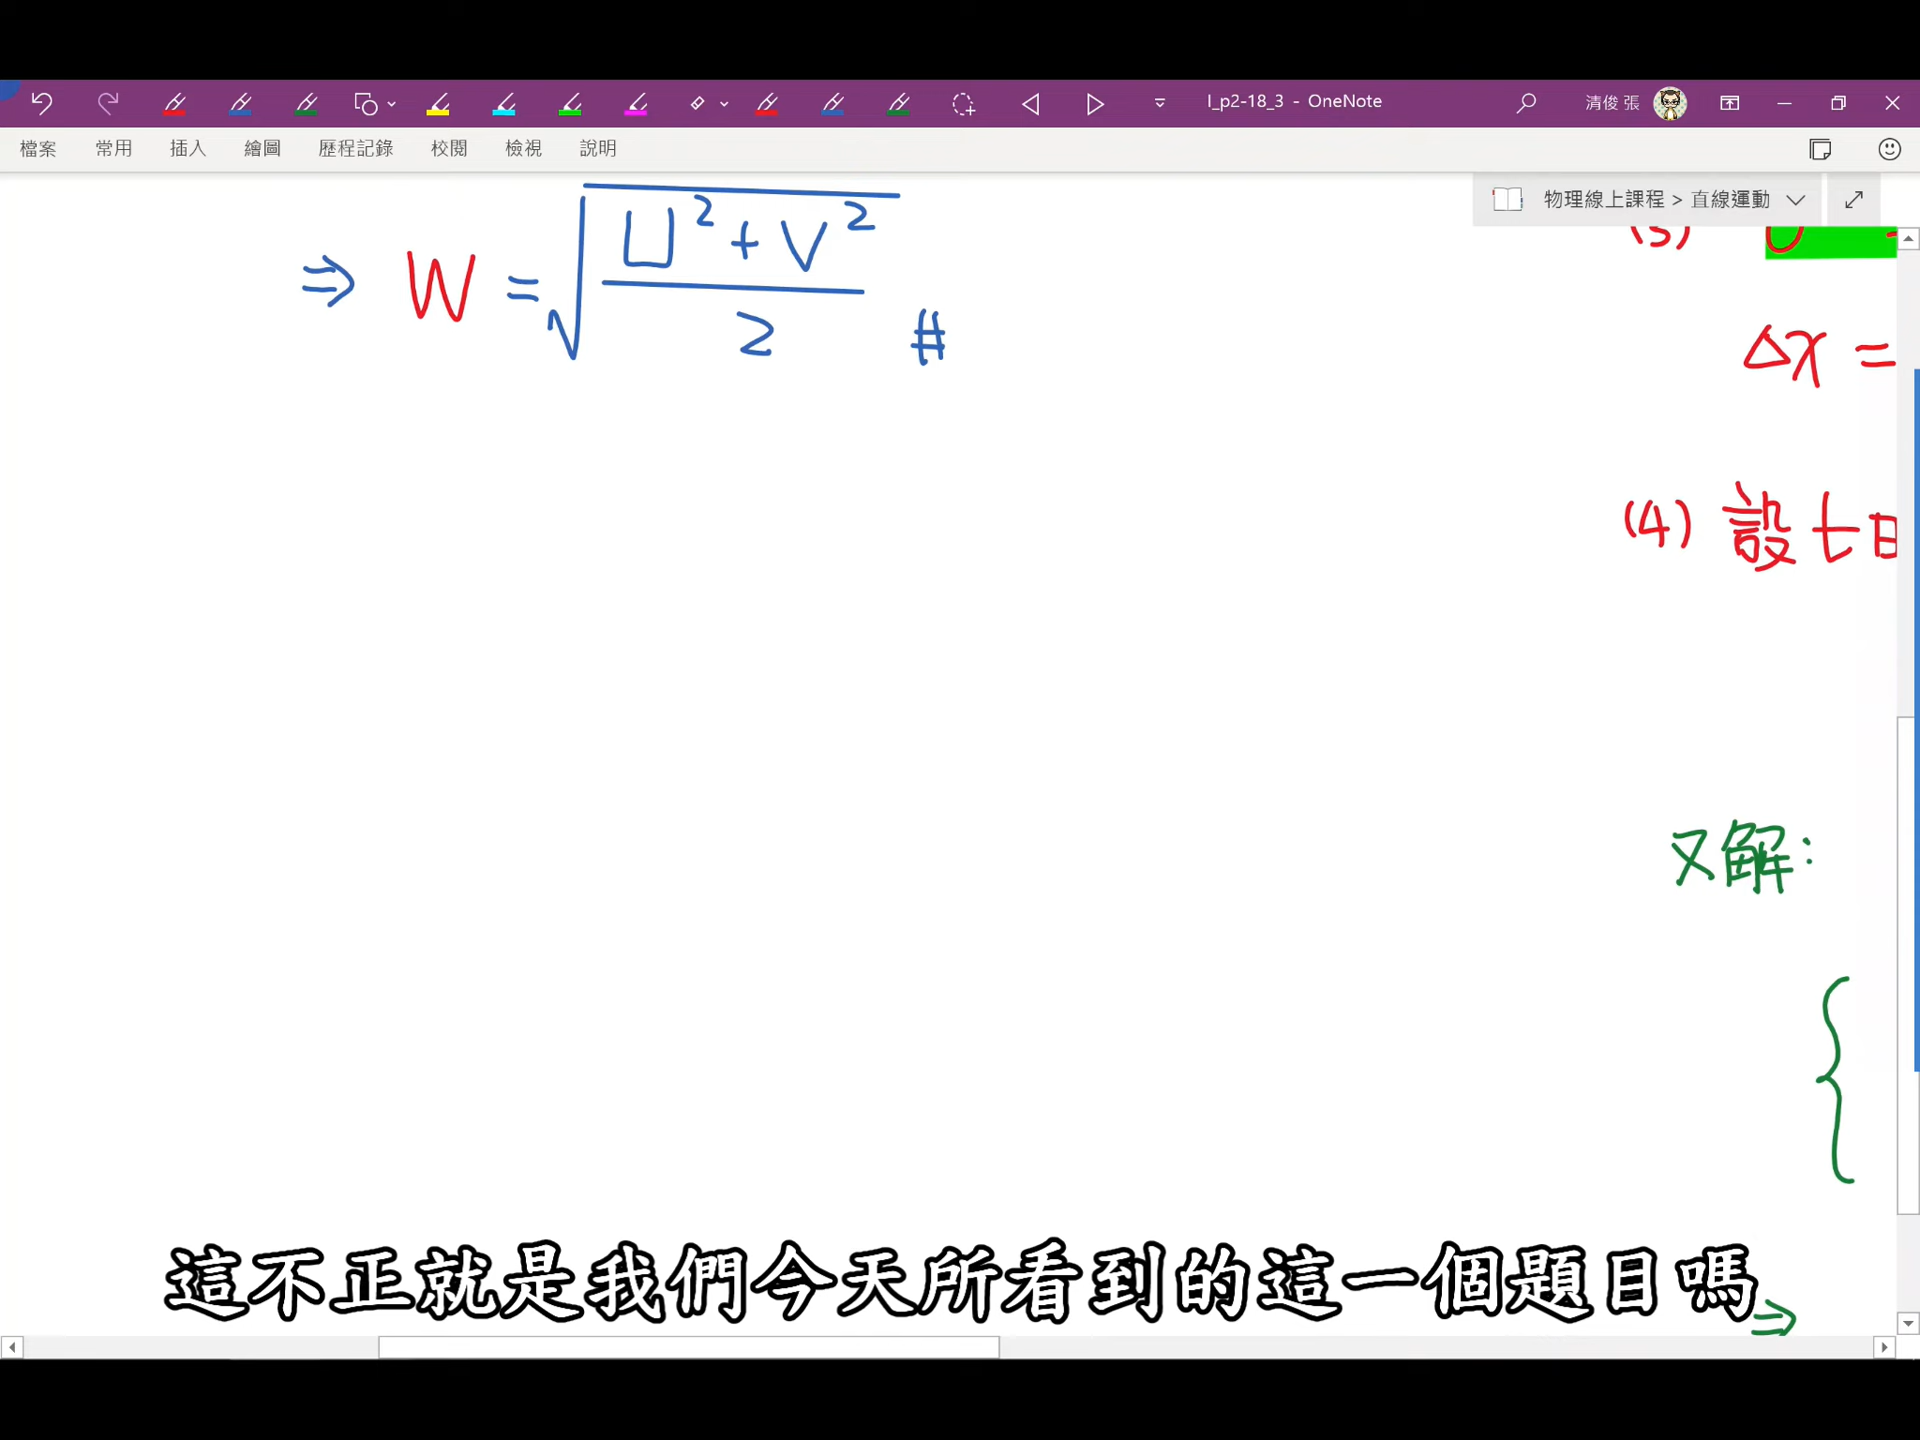 I_p2-18_3 - OneNote
清俊 張
檔案 常用 插入 繪圖 歷程記錄 校閱 檢視 說明
物理線上課程 > 直線運動
⇒ W = √((U²+V²)/2) #
Δx =
(4) 設 t
又解:
{
⇒
這不正就是我們今天所看到的這一個題目嗎